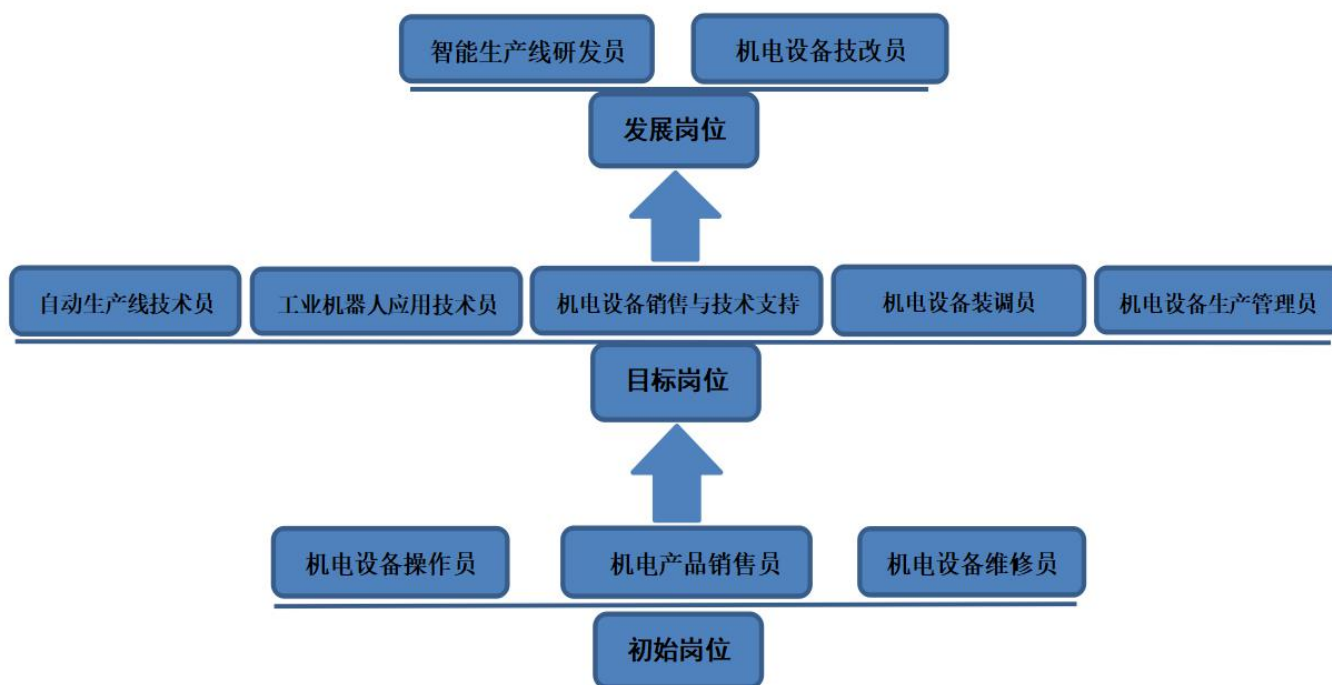 智能生产线研发员
机电设备技改员
发展岗位
自动生产线技术员
工业机器人应用技术员
机电设备销售与技术支持
机电设备装调员
机电设备生产管理员
目标岗位
机电设备操作员
机电产品销售员
机电设备维修员
初始岗位